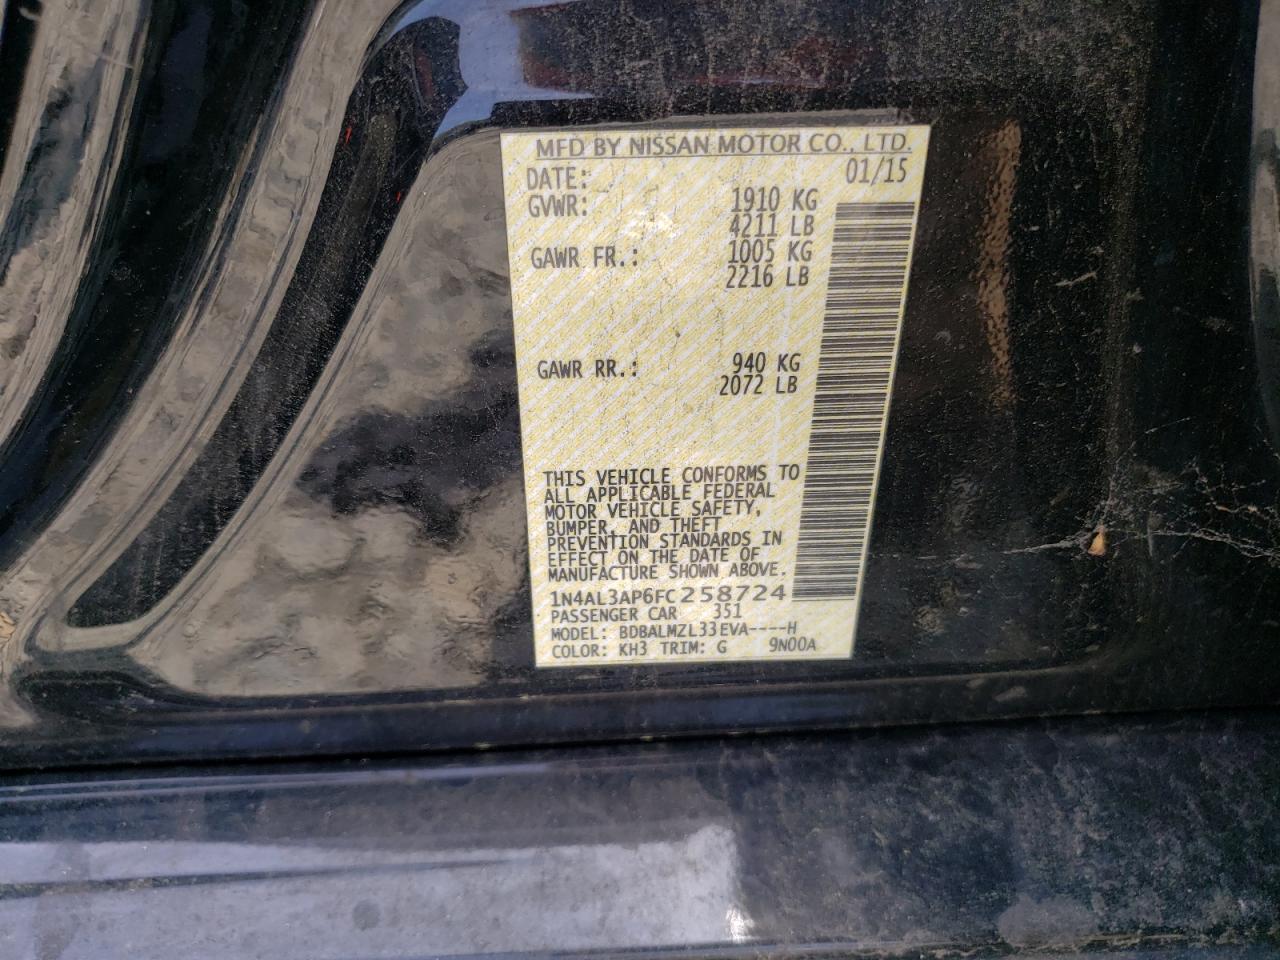 MFD BY NISSAN MOTOR CO., LTD.
DATE: 01/15
GVWR: 1910 KG
4211 LB
GAWR FR.: 1005 KG
2216 LB
GAWR RR.: 940 KG
2072 LB
THIS VEHICLE CONFORMS TO
ALL APPLICABLE FEDERAL
MOTOR VEHICLE SAFETY,
BUMPER, AND THEFT
PREVENTION STANDARDS IN
EFFECT ON THE DATE OF
MANUFACTURE SHOWN ABOVE.
1N4AL3AP6FC258724
PASSENGER CAR 351
MODEL: BDBALMZL33EVA----H
COLOR: KH3 TRIM: G 9N00A